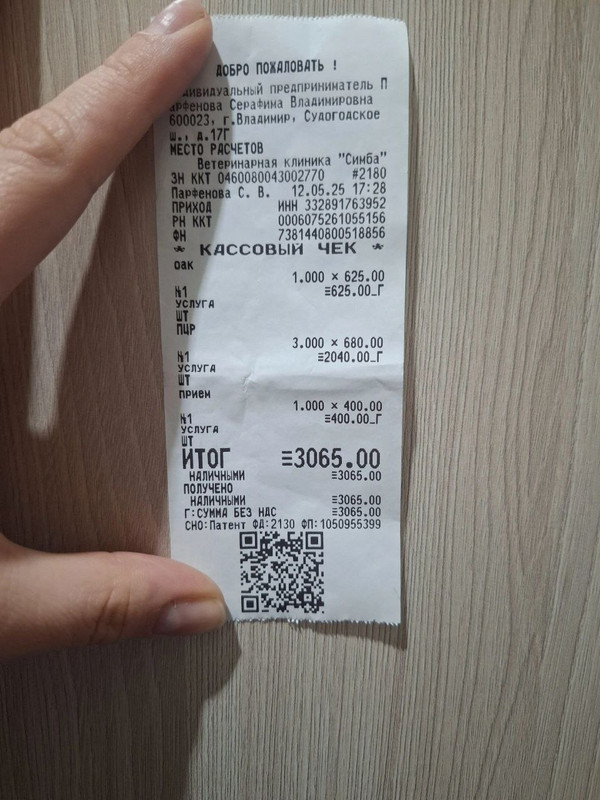 ДОБРО ПОЖАЛОВАТЬ !
дивидуальный предпрининатель П
арфенова Серафина Владимировна
600023, г.Владимир, Судогодское
ш., д.17Г
МЕСТО РАСЧЕТОВ
Ветеринарная клиника "Симба"
ЗН ККТ 0460080043002770 #2180
Парфенова С. В. 12.05.25 17:28
ПРИХОД ИНН 332891763952
РН ККТ 0006075261055156
ФН 7381440800518856
* КАССОВЫЙ ЧЕК *
оак
1.000 × 625.00
№1 ≡625.00_Г
УСЛУГА
ШТ
ПЦР
3.000 × 680.00
№1 ≡2040.00_Г
УСЛУГА
ШТ
прием
1.000 × 400.00
№1 ≡400.00_Г
УСЛУГА
ШТ
ИТОГ ≡3065.00
НАЛИЧНЫМИ ≡3065.00
ПОЛУЧЕНО
НАЛИЧНЫМИ ≡3065.00
Г:СУММА БЕЗ НДС ≡3065.00
СНО:Патент ФД:2130 ФП:1050955399